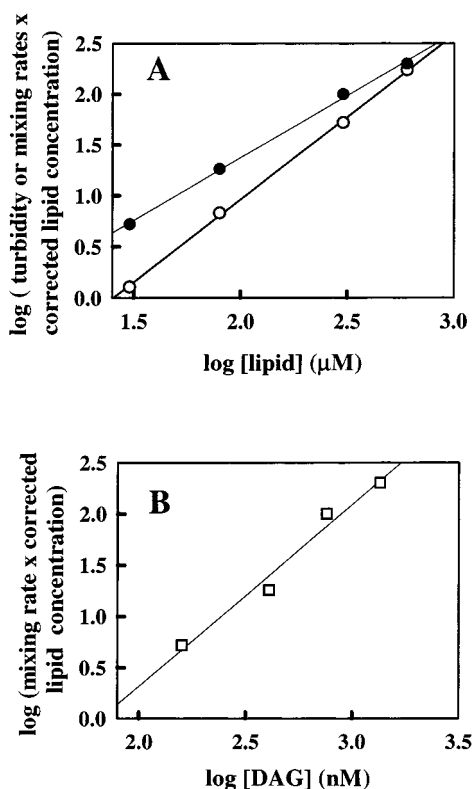 log ( turbidity or mixing rates x
corrected lipid concentration)
A
2.5
2.0
1.5
1.0
0.5
0.0
1.5 2.0 2.5 3.0
log [lipid] (μM)
log (mixing rate x corrected
lipid concentration)
B
2.5
2.0
1.5
1.0
0.5
0.0
2.0 2.5 3.0 3.5
log [DAG] (nM)